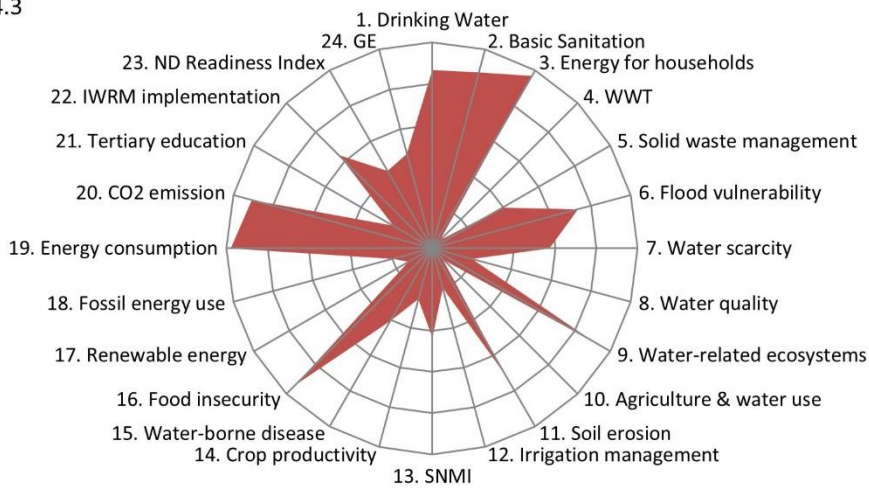 1. Drinking Water
2. Basic Sanitation
3. Energy for households
4. WWT
5. Solid waste management
6. Flood vulnerability
7. Water scarcity
8. Water quality
9. Water-related ecosystems
10. Agriculture & water use
11. Soil erosion
12. Irrigation management
13. SNMI
14. Crop productivity
15. Water-borne disease
16. Food insecurity
17. Renewable energy
18. Fossil energy use
19. Energy consumption
20. CO2 emission
21. Tertiary education
22. IWRM implementation
23. ND Readiness Index
24. GE